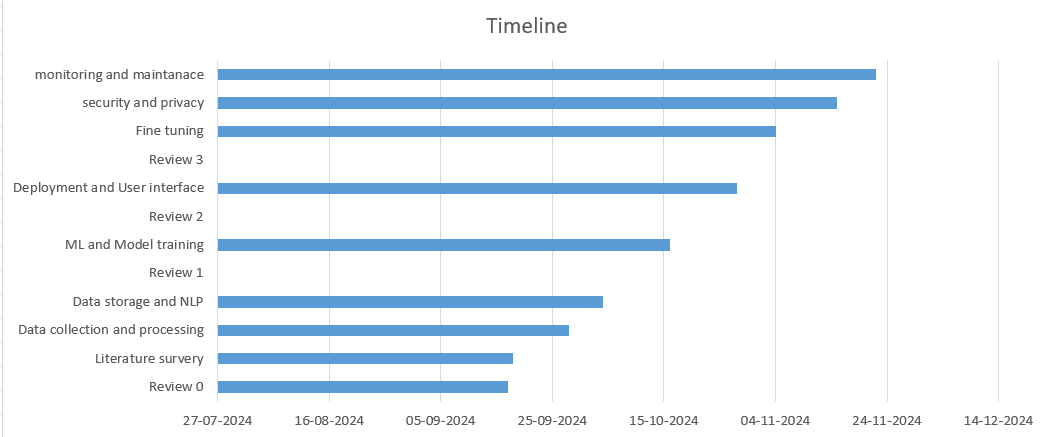 Timeline
monitoring and maintanace
security and privacy
Fine tuning
Review 3
Deployment and User interface
Review 2
ML and Model training
Review 1
Data storage and NLP
Data collection and processing
Literature survery
Review 0
27-07-2024 16-08-2024 05-09-2024 25-09-2024 15-10-2024 04-11-2024 24-11-2024 14-12-2024